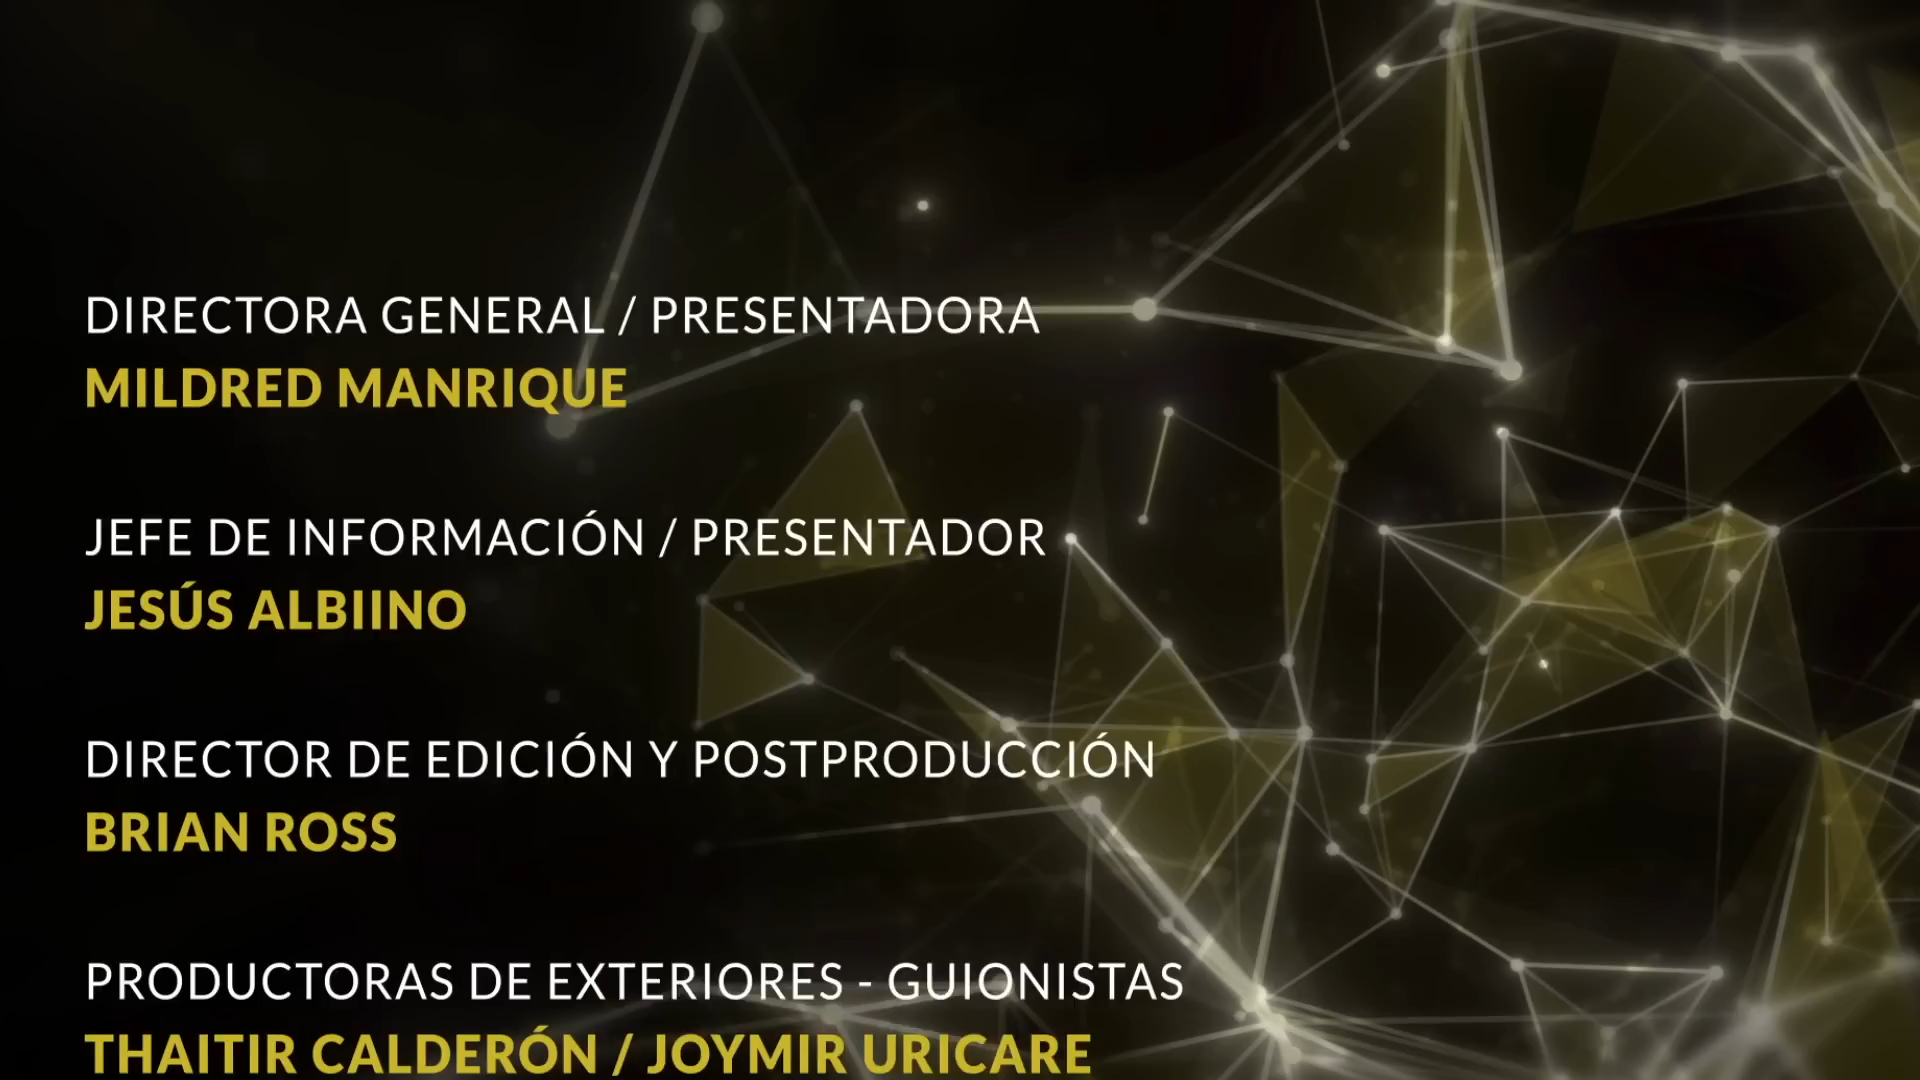 DIRECTORA GENERAL / PRESENTADORA
MILDRED MANRIQUE
JEFE DE INFORMACIÓN / PRESENTADOR
JESÚS ALBIINO
DIRECTOR DE EDICIÓN Y POSTPRODUCCIÓN
BRIAN ROSS
PRODUCTORAS DE EXTERIORES - GUIONISTAS
THAITIR CALDERÓN / JOYMIR URICARE